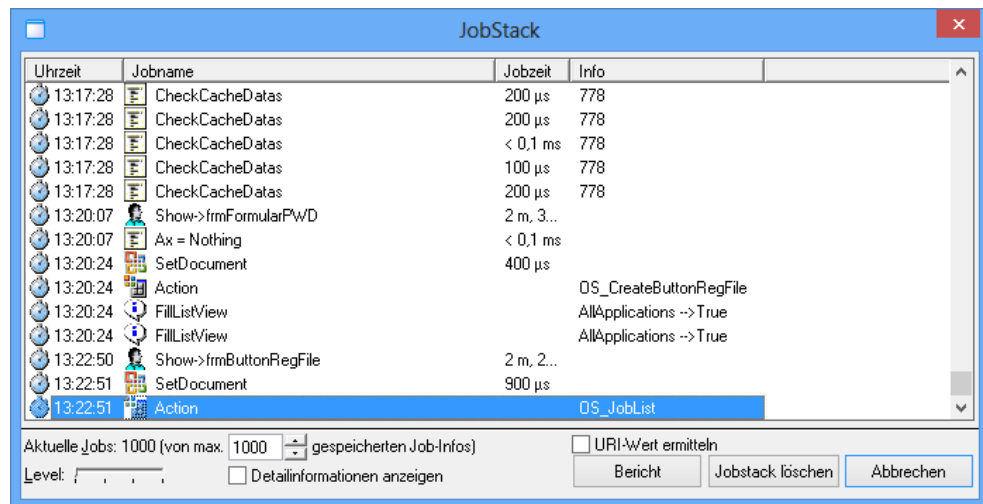 JobStack
Uhrzeit Jobname Jobzeit Info
13:17:28 CheckCacheDatas 200 µs 778
13:17:28 CheckCacheDatas 200 µs 778
13:17:28 CheckCacheDatas < 0,1 ms 778
13:17:28 CheckCacheDatas 100 µs 778
13:17:28 CheckCacheDatas 200 µs 778
13:20:07 Show->frmFormularPWD 2 m, 3...
13:20:07 Ax = Nothing < 0,1 ms
13:20:24 SetDocument 400 µs
13:20:24 Action OS_CreateButtonRegFile
13:20:24 FillListView AllApplications -->True
13:20:24 FillListView AllApplications -->True
13:22:50 Show->frmButtonRegFile 2 m, 2...
13:22:51 SetDocument 900 µs
13:22:51 Action OS_JobList
Aktuelle Jobs: 1000 (von max. 1000 gespeicherten Job-Infos) URI-Wert ermitteln
Level: Detailinformationen anzeigen Bericht Jobstack löschen Abbrechen